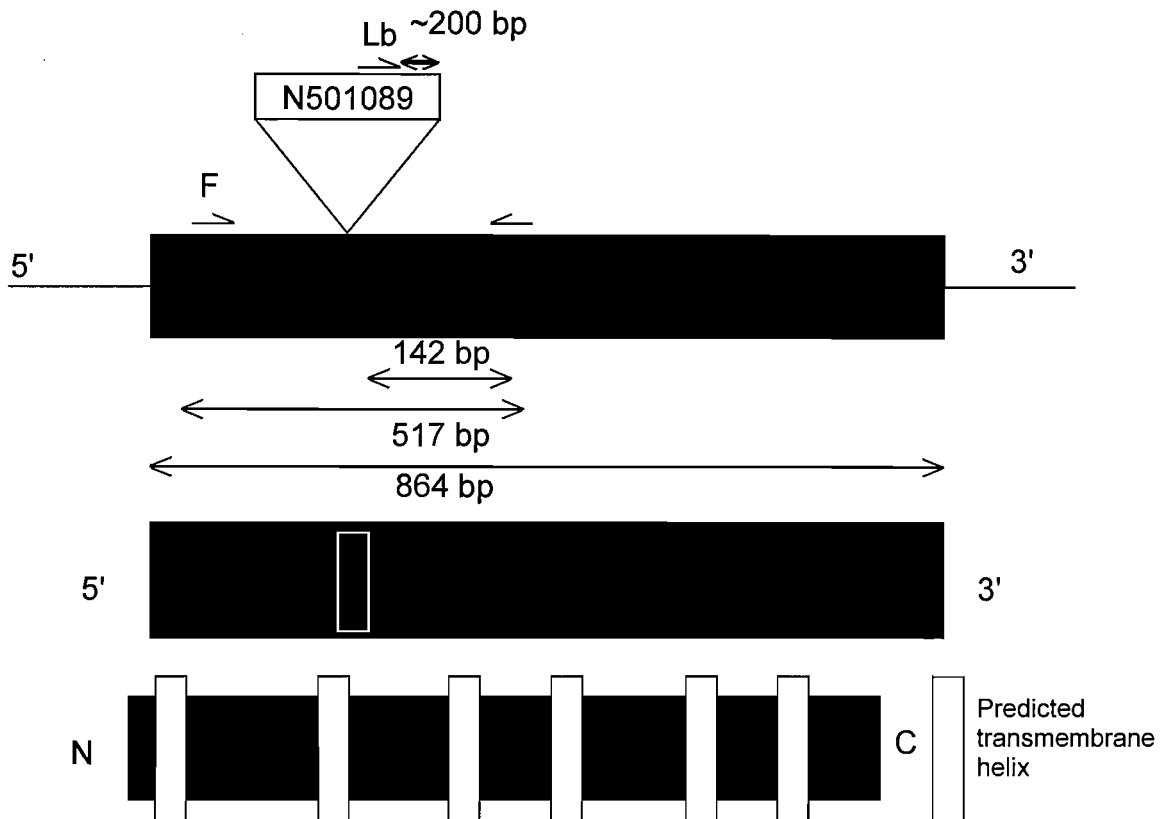 ~200 bp
Lb
N501089
F
5'
3'
142 bp
517 bp
864 bp
5'
3'
N
C
Predicted
transmembrane
helix